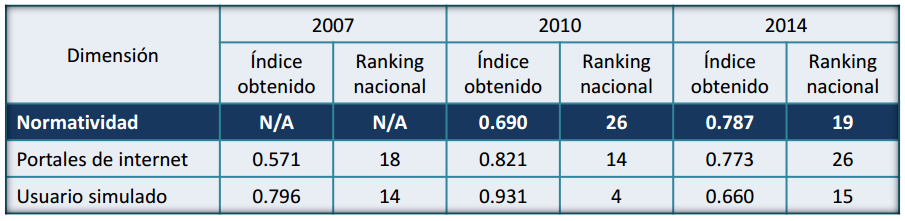 Dimensión 2007 2010 2014
Índice obtenido Ranking nacional Índice obtenido Ranking nacional Índice obtenido Ranking nacional
Normatividad N/A N/A 0.690 26 0.787 19
Portales de internet 0.571 18 0.821 14 0.773 26
Usuario simulado 0.796 14 0.931 4 0.660 15